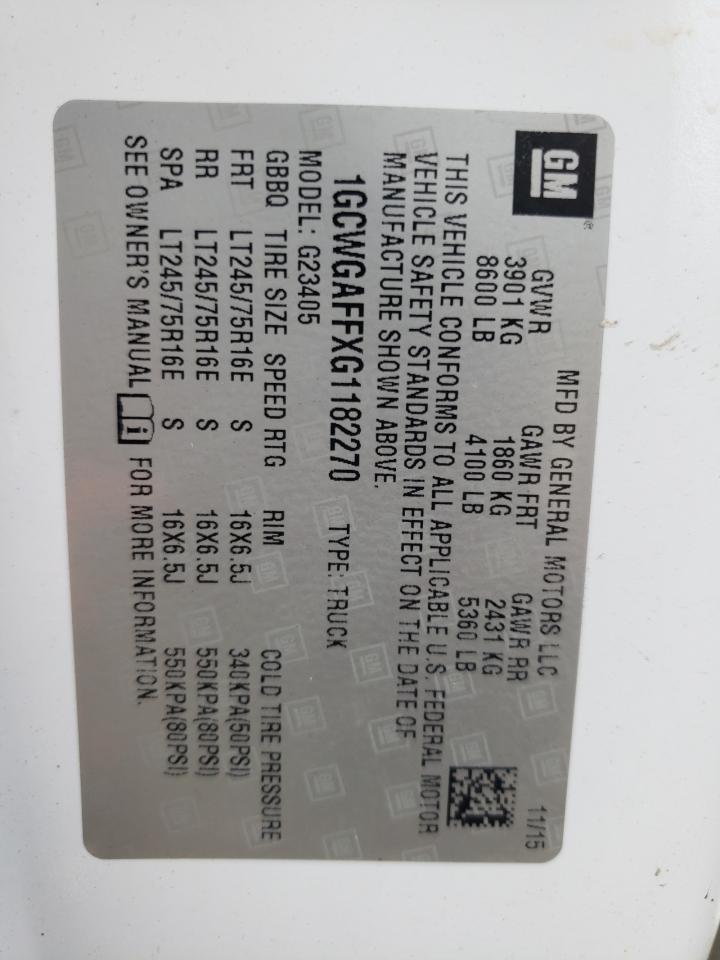 GM
MFD BY GENERAL MOTORS LLC 11/15
GVWR GAWR FRT GAWR RR
3901 KG 1860 KG 2431 KG
8600 LB 4100 LB 5360 LB
THIS VEHICLE CONFORMS TO ALL APPLICABLE U.S. FEDERAL MOTOR
VEHICLE SAFETY STANDARDS IN EFFECT ON THE DATE OF
MANUFACTURE SHOWN ABOVE.
1GCWGAFFXG1182270 TYPE: TRUCK
MODEL: G23405
GBBQ TIRE SIZE SPEED RTG RIM COLD TIRE PRESSURE
FRT LT245/75R16E S 16X6.5J 340KPA(50PSI)
RR LT245/75R16E S 16X6.5J 550KPA(80PSI)
SPA LT245/75R16E S 16X6.5J 550KPA(80PSI)
SEE OWNER'S MANUAL i FOR MORE INFORMATION.